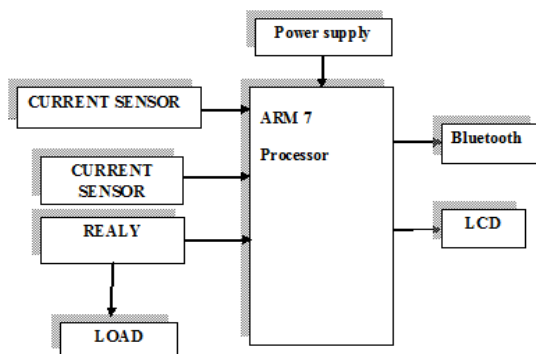 Power supply
CURRENT SENSOR
ARM 7
Processor
Bluetooth
CURRENT
SENSOR
REALY
LCD
LOAD